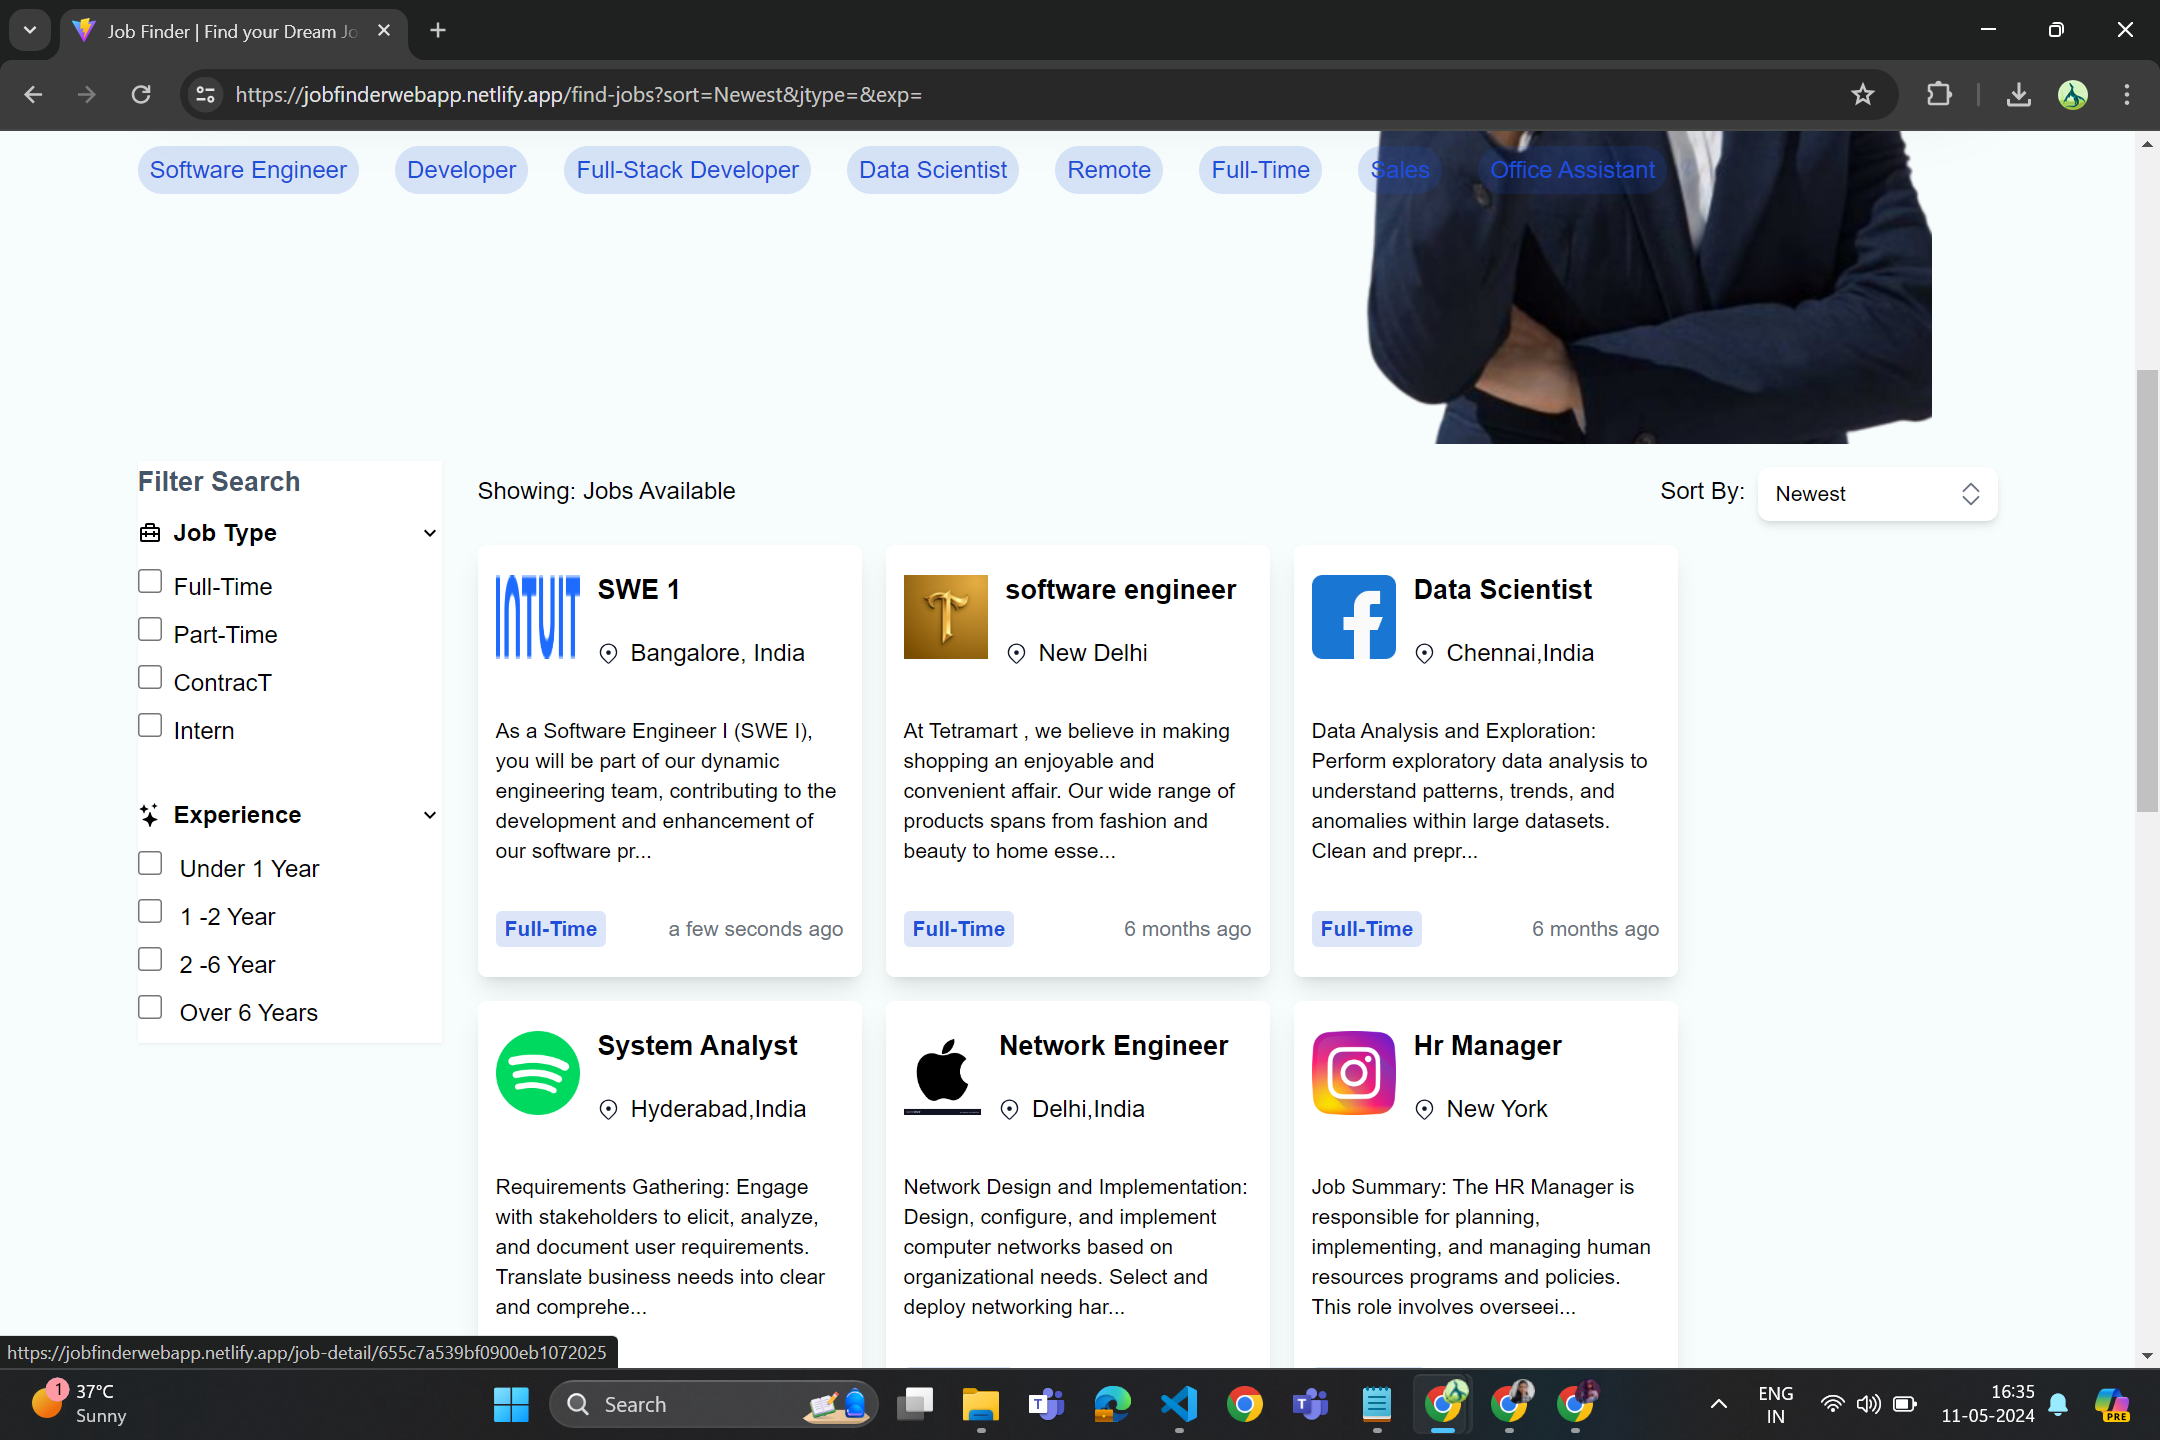 Job Finder | Find your Dream Jo
https://jobfinderwebapp.netlify.app/find-jobs?sort=Newest&jtype=&exp=
Software Engineer
Developer
Full-Stack Developer
Data Scientist
Remote
Full-Time
Sales
Office Assistant
Filter Search
Job Type
Full-Time
Part-Time
ContracT
Intern
Experience
Under 1 Year
1 -2 Year
2 -6 Year
Over 6 Years
Showing: Jobs Available
Sort By:
Newest
INTUIT
SWE 1
Bangalore, India
As a Software Engineer I (SWE I),
you will be part of our dynamic
engineering team, contributing to the
development and enhancement of
our software pr...
Full-Time
a few seconds ago
T
software engineer
New Delhi
At Tetramart , we believe in making
shopping an enjoyable and
convenient affair. Our wide range of
products spans from fashion and
beauty to home esse...
Full-Time
6 months ago
Data Scientist
Chennai,India
Data Analysis and Exploration:
Perform exploratory data analysis to
understand patterns, trends, and
anomalies within large datasets.
Clean and prepr...
Full-Time
6 months ago
System Analyst
Hyderabad,India
Requirements Gathering: Engage
with stakeholders to elicit, analyze,
and document user requirements.
Translate business needs into clear
and comprehe...
Network Engineer
Delhi,India
Network Design and Implementation:
Design, configure, and implement
computer networks based on
organizational needs. Select and
deploy networking har...
Hr Manager
New York
Job Summary: The HR Manager is
responsible for planning,
implementing, and managing human
resources programs and policies.
This role involves overseei...
https://jobfinderwebapp.netlify.app/job-detail/655c7a539bf0900eb1072025
1
37°C
Sunny
Search
ENG
IN
16:35
11-05-2024
PRE